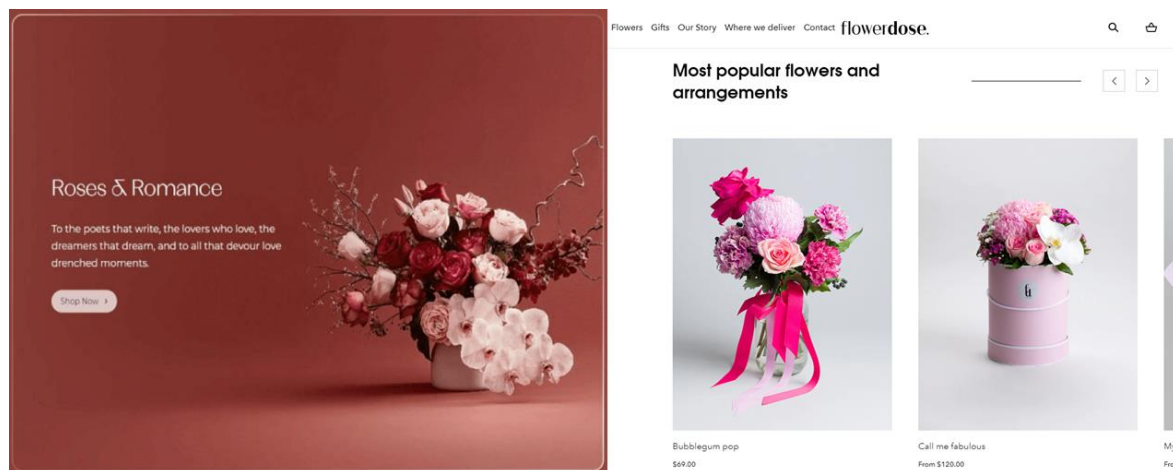 Roses & Romance
To the poets that write, the lovers who love, the
dreamers that dream, and to all that devour love
drenched moments.
Shop Now ›
Flowers Gifts Our Story Where we deliver Contact flowerdose.
Most popular flowers and
arrangements
Bubblegum pop
$69.00
Call me fabulous
From $120.00